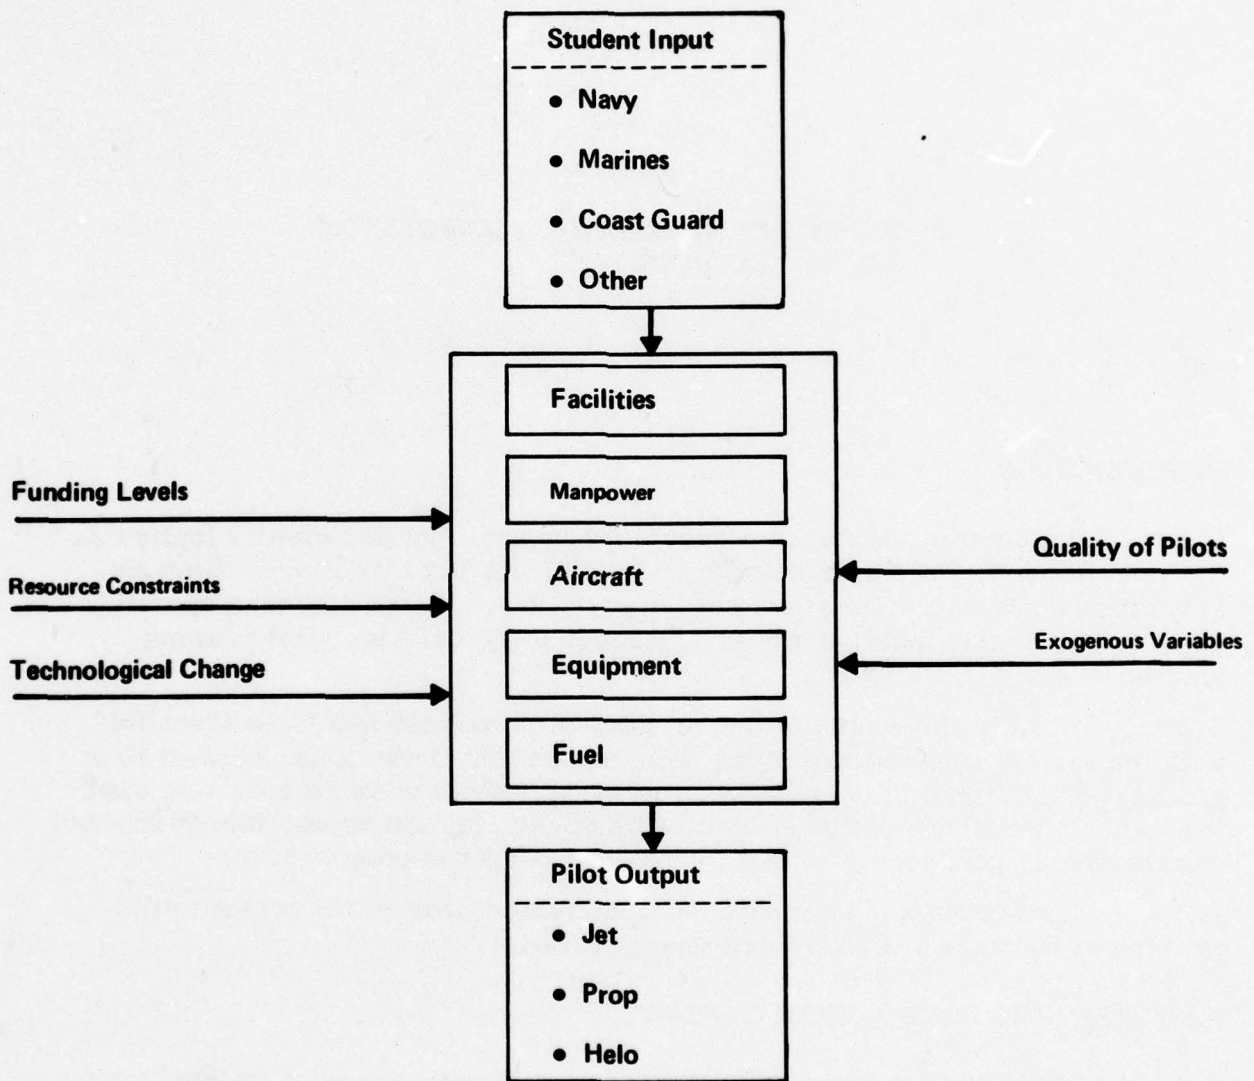 Student Input
• Navy
• Marines
• Coast Guard
• Other
Facilities
Manpower
Aircraft
Equipment
Fuel
Funding Levels
Resource Constraints
Technological Change
Quality of Pilots
Exogenous Variables
Pilot Output
• Jet
• Prop
• Helo